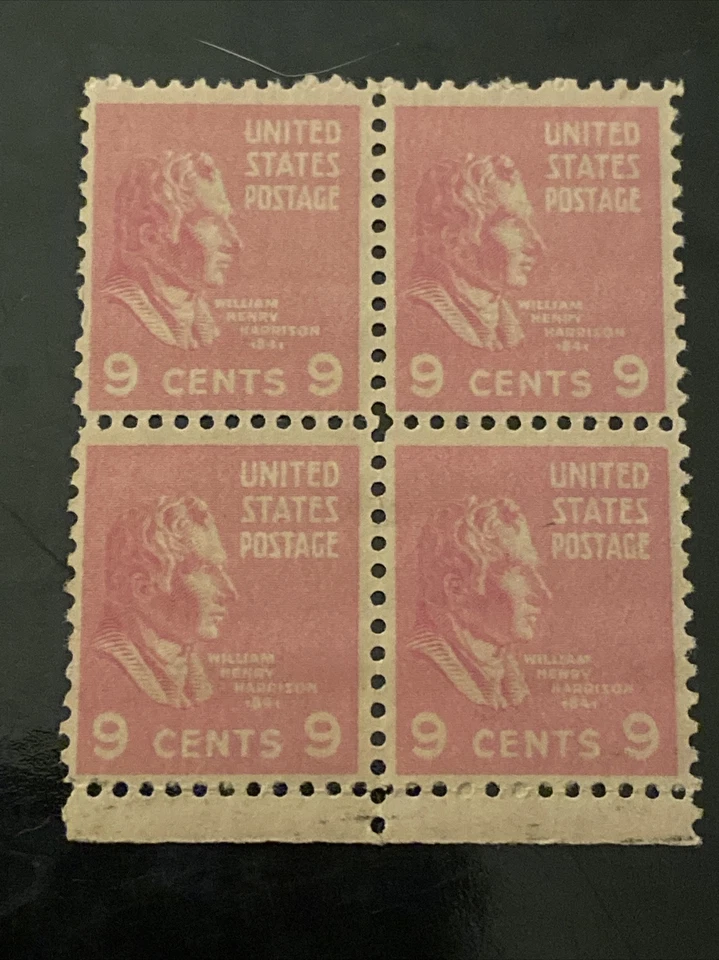 UNITED
STATES
POSTAGE
WILLIAM
HENRY
HARRISON
1841
9 CENTS 9
UNITED
STATES
POSTAGE
WILLIAM
HENRY
HARRISON
1841
9 CENTS 9
UNITED
STATES
POSTAGE
WILLIAM
HENRY
HARRISON
1841
9 CENTS 9
UNITED
STATES
POSTAGE
WILLIAM
HENRY
HARRISON
1841
9 CENTS 9